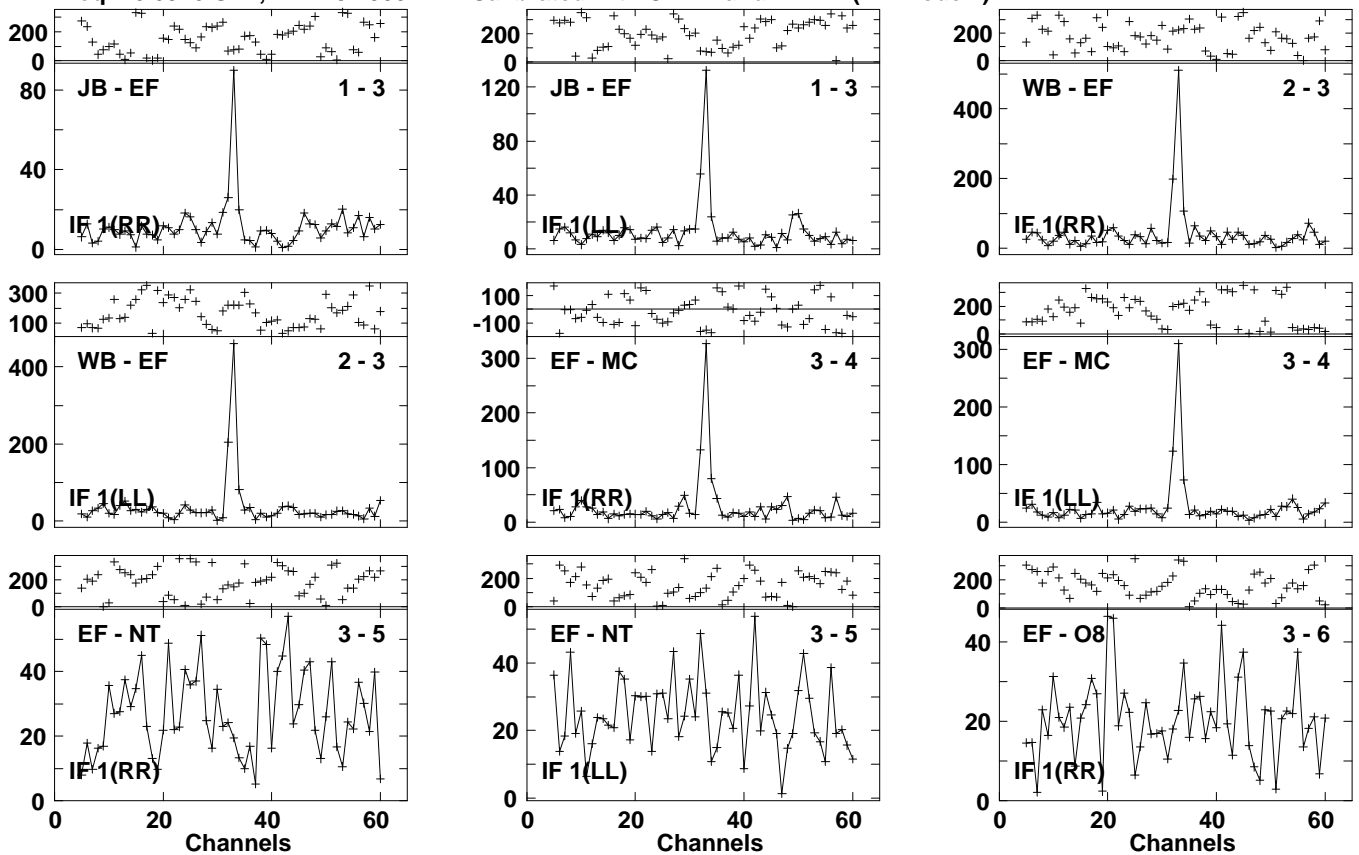 200
0
200
0
200
0
JB - EF 1 - 3
80
40
0
IF 1(RR)
JB - EF 1 - 3
120
80
40
0
IF 1(LL)
WB - EF 2 - 3
400
200
0
IF 1(RR)
300
100
100
-100
200
0
WB - EF 2 - 3
400
200
0
IF 1(LL)
EF - MC 3 - 4
300
200
100
0
IF 1(RR)
EF - MC 3 - 4
300
200
100
0
IF 1(LL)
200
0
200
0
200
0
EF - NT 3 - 5
40
20
0
IF 1(RR)
EF - NT 3 - 5
40
20
0
IF 1(LL)
EF - O8 3 - 6
40
20
0
IF 1(RR)
0 20 40 60
Channels
0 20 40 60
Channels
0 20 40 60
Channels